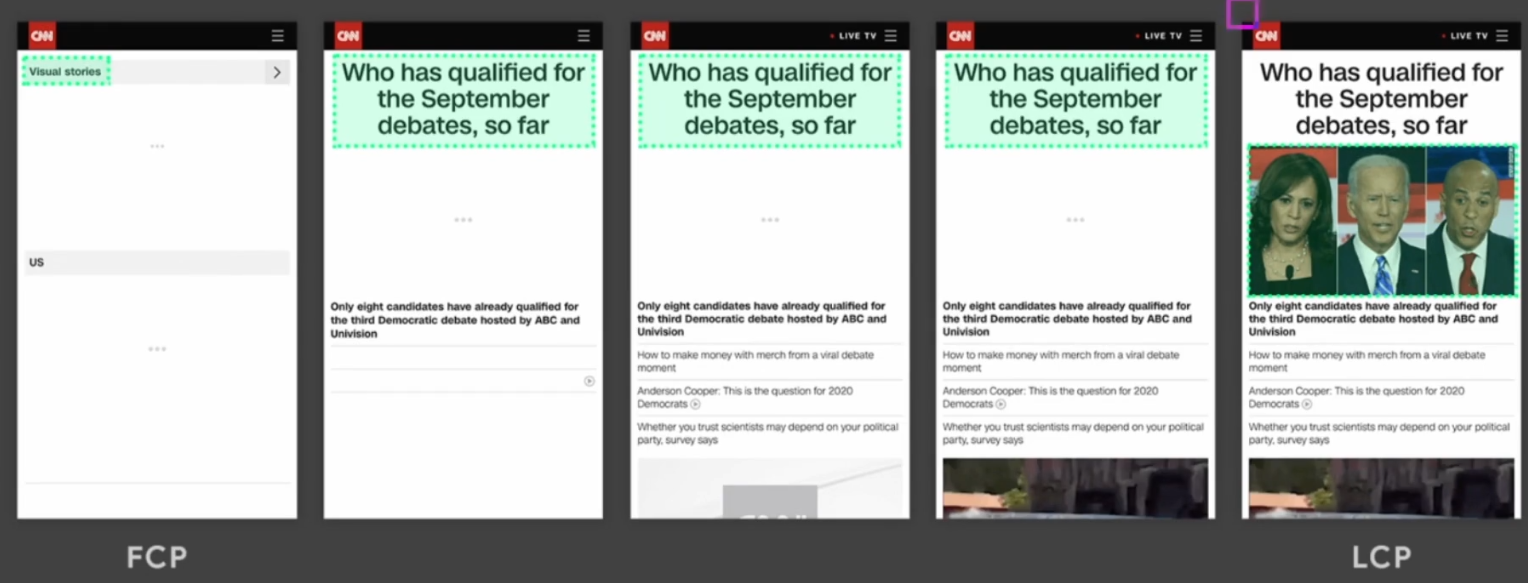 CNN
Visual stories
US
CNN
Who has qualified for
the September
debates, so far
Only eight candidates have already qualified for
the third Democratic debate hosted by ABC and
Univision
CNN
LIVE TV
Who has qualified for
the September
debates, so far
Only eight candidates have already qualified for
the third Democratic debate hosted by ABC and
Univision
How to make money with merch from a viral debate
moment
Anderson Cooper: This is the question for 2020
Democrats
Whether you trust scientists may depend on your political
party, survey says
CNN
LIVE TV
Who has qualified for
the September
debates, so far
Only eight candidates have already qualified for
the third Democratic debate hosted by ABC and
Univision
How to make money with merch from a viral debate
moment
Anderson Cooper: This is the question for 2020
Democrats
Whether you trust scientists may depend on your political
party, survey says
CNN
LIVE TV
Who has qualified for
the September
debates, so far
Only eight candidates have already qualified for
the third Democratic debate hosted by ABC and
Univision
How to make money with merch from a viral debate
moment
Anderson Cooper: This is the question for 2020
Democrats
Whether you trust scientists may depend on your political
party, survey says
FCP
LCP